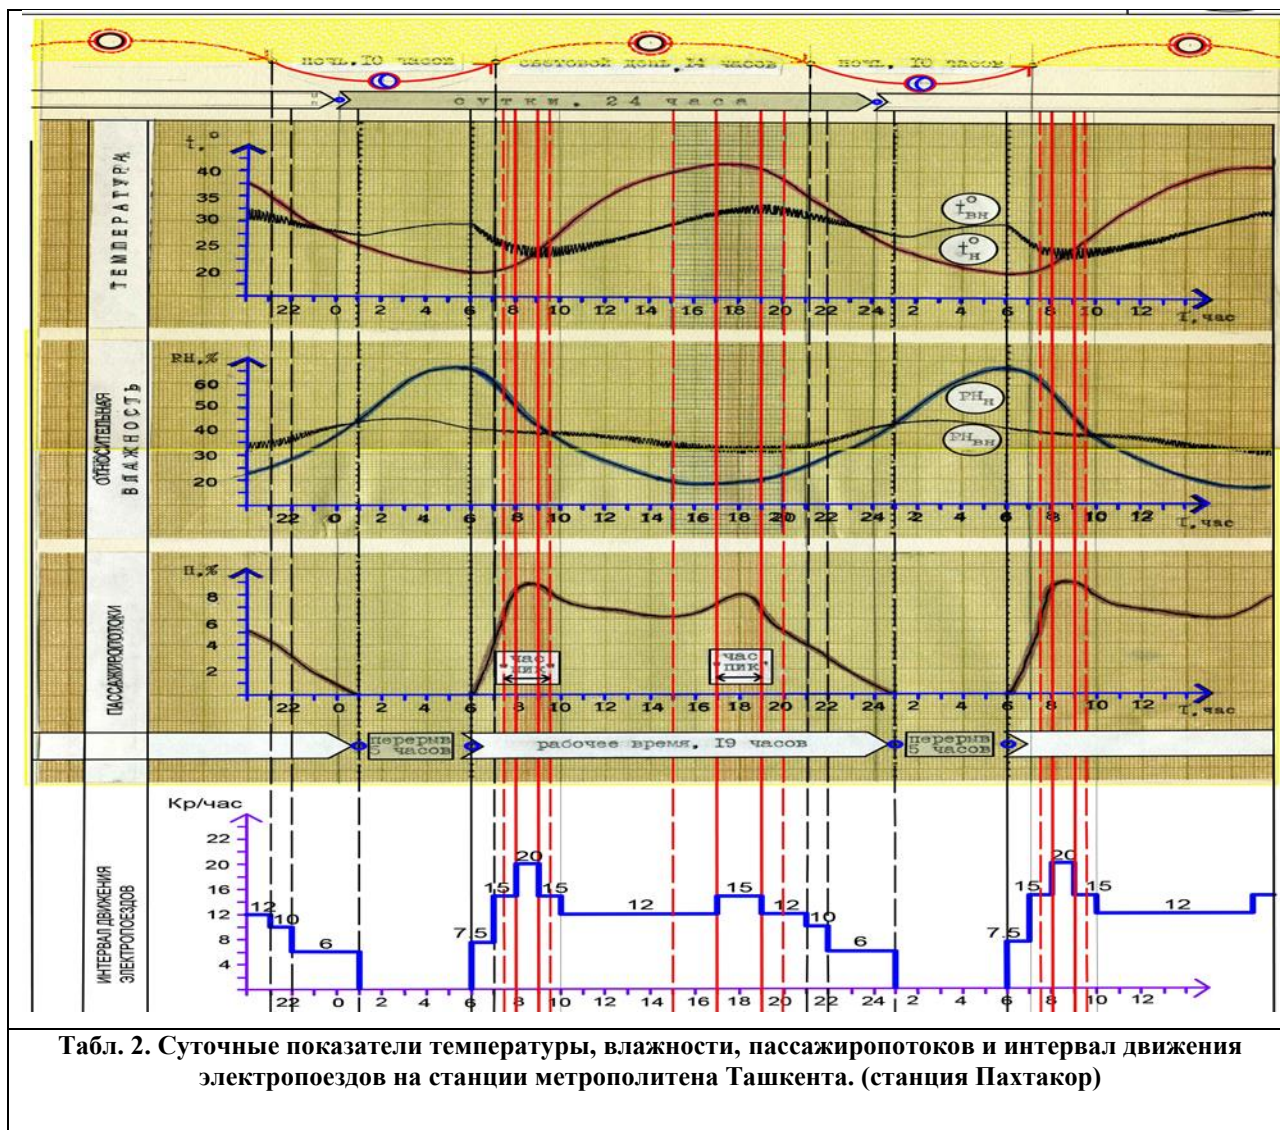 ночь, 10 часов световой день, 14 часов ночь, 10 часов
сутки, 24 часа
ТЕМПЕРАТУРА
t,°
40
35
30
25
20
t°вн
t°н
22 0 2 4 6 8 10 12 14 16 18 20 22 24 2 4 6 8 10 12
T,час
ОТНОСИТЕЛЬНАЯ
ВЛАЖНОСТЬ
РН,%
60
50
40
30
20
РНн
РНвн
22 0 2 4 6 8 10 12 14 16 18 20 22 24 2 4 6 8 10 12
T,час
ПАССАЖИРОПОТОКИ
П,%
8
6
4
2
"час пик"
"час пик"
22 0 2 4 6 8 10 12 14 16 18 20 22 24 2 4 6 8 10 12
T,час
перерыв
5 часов
рабочее время, 19 часов
перерыв
5 часов
ИНТЕРВАЛ ДВИЖЕНИЯ
ЭЛЕКТРОПОЕЗДОВ
Кр/час
22
20
16
12
8
4
12 10 6 7.5 15 20 15 12 15 12 10 6 7.5 15 20 15 12
22 0 2 4 6 8 10 12 14 16 18 20 22 24 2 4 6 8 10 12
Табл. 2. Суточные показатели температуры, влажности, пассажиропотоков и интервал движения
электропоездов на станции метрополитена Ташкента. (станция Пахтакор)